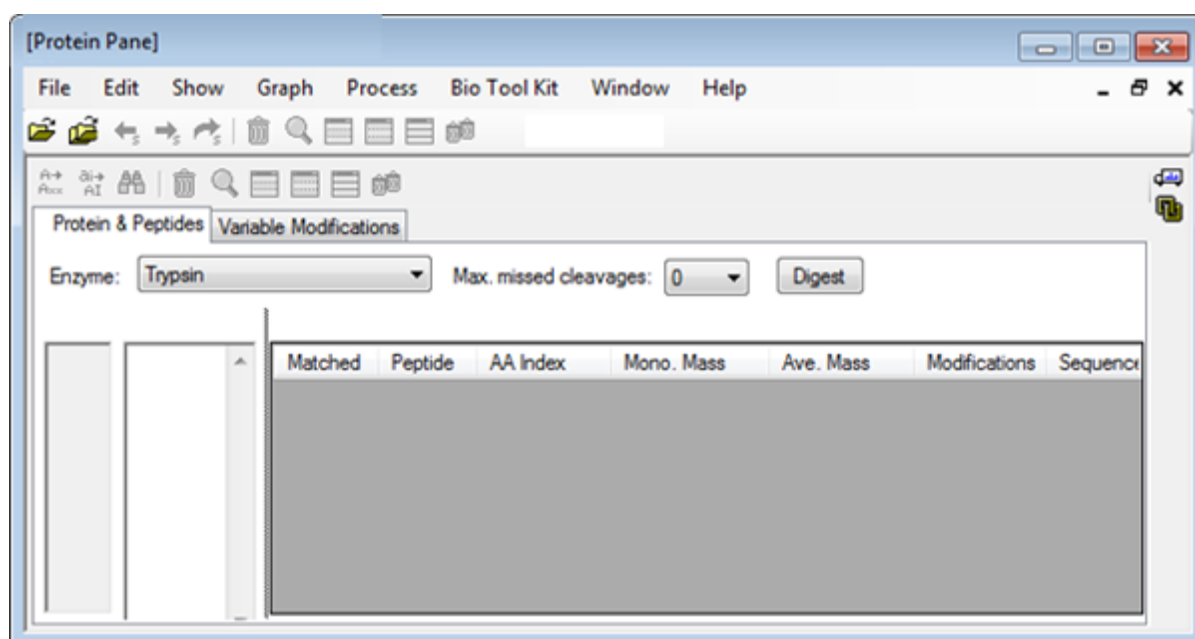 [Protein Pane]
File Edit Show Graph Process Bio Tool Kit Window Help
Protein & Peptides Variable Modifications
Enzyme: Trypsin Max. missed cleavages: 0 Digest
Matched Peptide AA Index Mono. Mass Ave. Mass Modifications Sequence